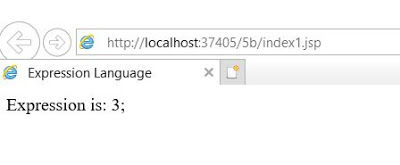 http://localhost:37405/5b/index1.jsp
Expression Language
Expression is: 3;